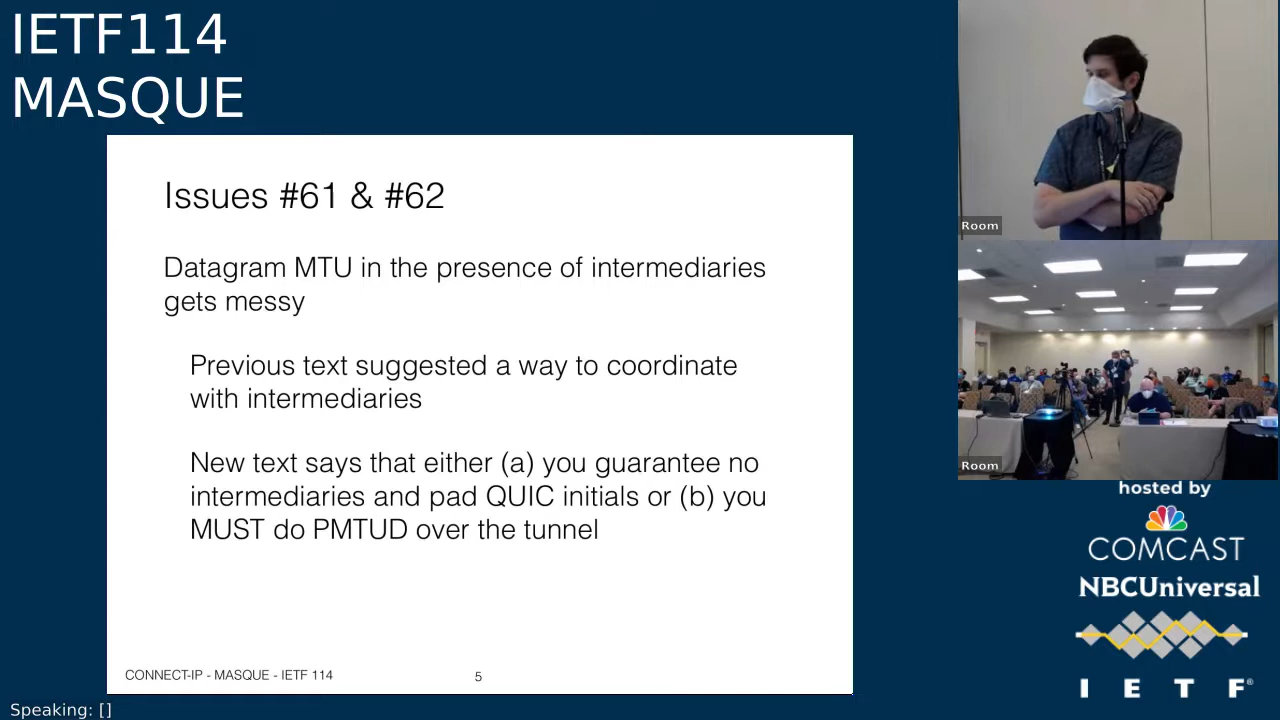 IETF114
MASQUE
Issues #61 & #62
Datagram MTU in the presence of intermediaries
gets messy
Previous text suggested a way to coordinate
with intermediaries
New text says that either (a) you guarantee no
intermediaries and pad QUIC initials or (b) you
MUST do PMTUD over the tunnel
CONNECT-IP - MASQUE - IETF 114
5
Room
Room
hosted by
COMCAST
NBCUniversal
I E T F®
Speaking: []